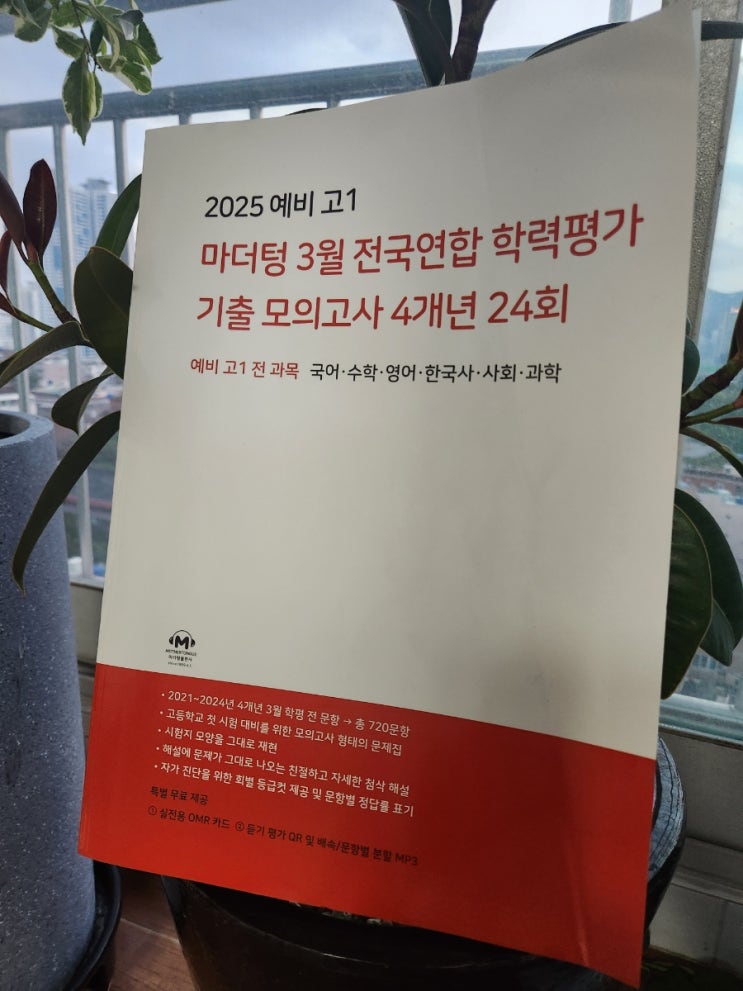 2025 예비 고1
마더텅 3월 전국연합 학력평가
기출 모의고사 4개년 24회
예비 고1 전 과목 국어·수학·영어·한국사·사회·과학
M
마더텅출판사
• 2021~2024년 4개년 3월 학평 전 문항 → 총 720문항
• 고등학교 첫 시험 대비를 위한 모의고사 형태의 문제집
• 시험지 모양을 그대로 재현
• 해설에 문제가 그대로 나오는 친절하고 자세한 첨삭 해설
• 자가 진단을 위한 회별 등급컷 제공 및 문항별 정답률 표기
특별 무료 제공
① 실전용 OMR 카드 ② 듣기 평가 QR 및 배속/문항별 분할 MP3